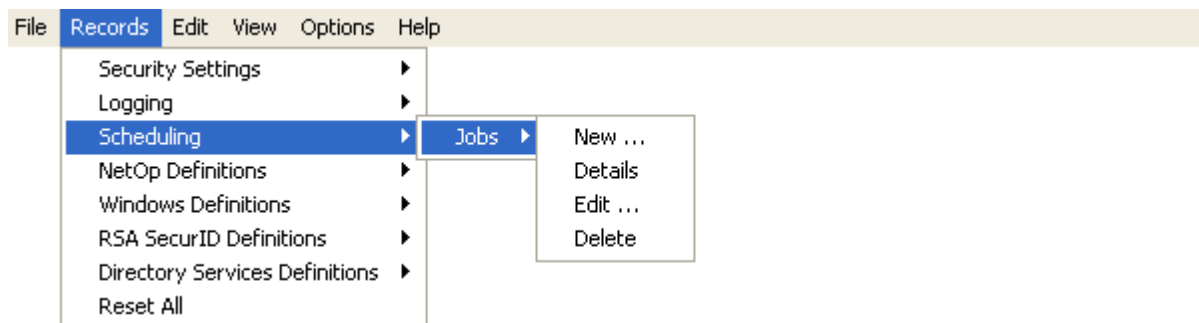 File Records Edit View Options Help
Security Settings
Logging
Scheduling Jobs New ...
NetOp Definitions Details
Windows Definitions Edit ...
RSA SecurID Definitions Delete
Directory Services Definitions
Reset All